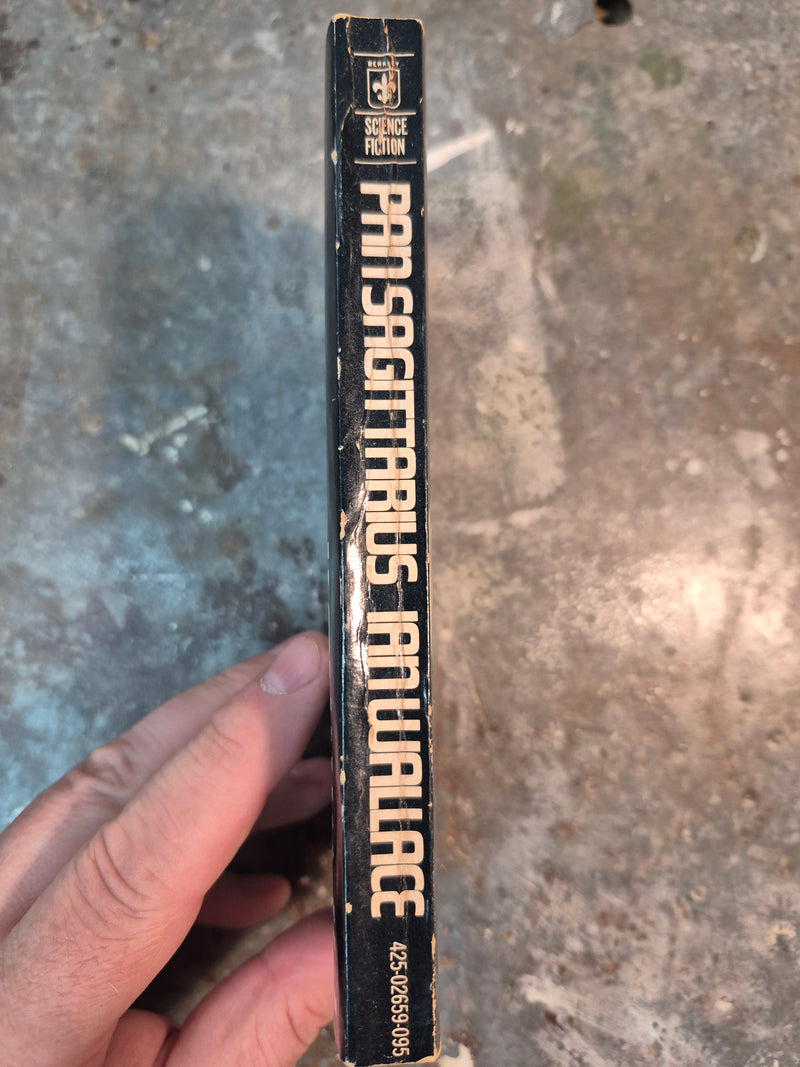 BERKLEY
SCIENCE
FICTION
PAN SAGITTARIUS IAN WALLACE
425-02659-095